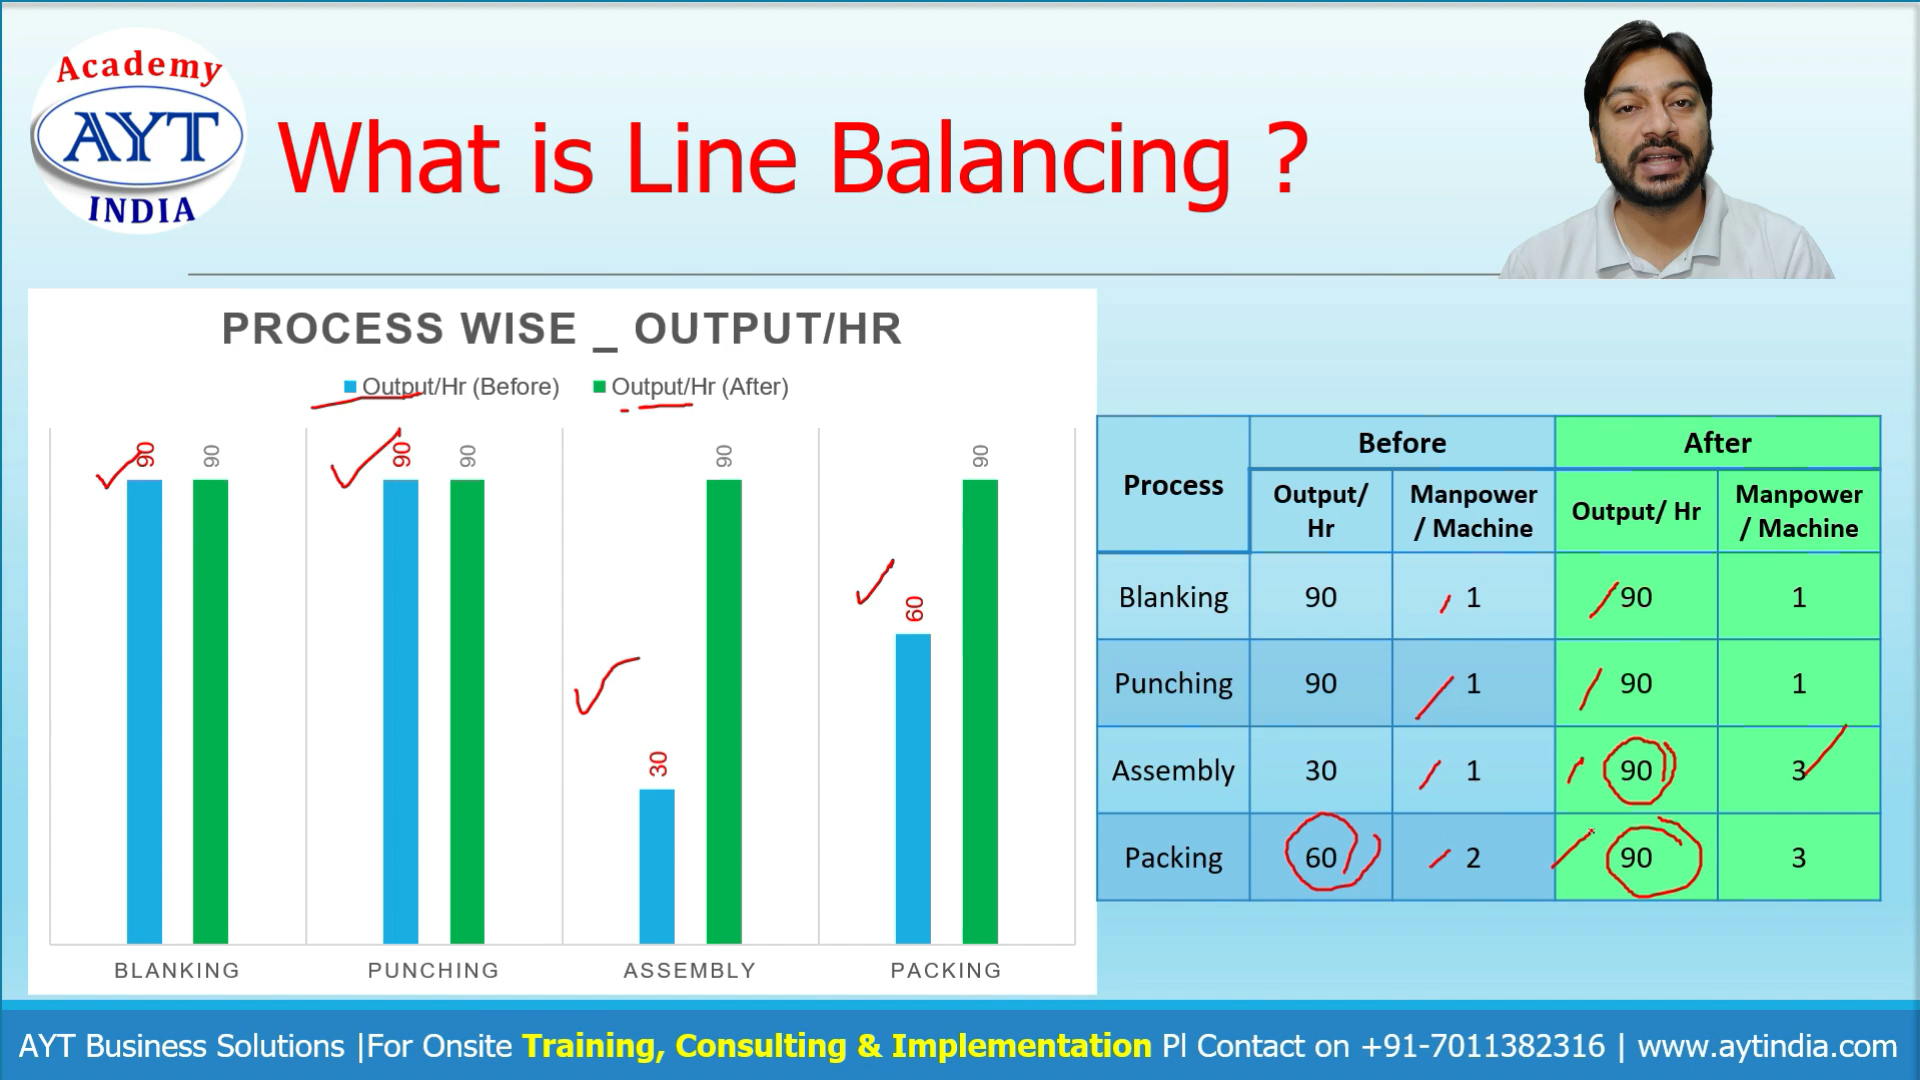 Academy
AYT
INDIA
What is Line Balancing ?
PROCESS WISE _ OUTPUT/HR
Output/Hr (Before) Output/Hr (After)
90 90 90 90 30 90 60 90
BLANKING PUNCHING ASSEMBLY PACKING
Process Before After
Output/ Hr Manpower / Machine Output/ Hr Manpower / Machine
Blanking 90 1 90 1
Punching 90 1 90 1
Assembly 30 1 90 3
Packing 60 2 90 3
AYT Business Solutions |For Onsite Training, Consulting & Implementation Pl Contact on +91-7011382316 | www.aytindia.com